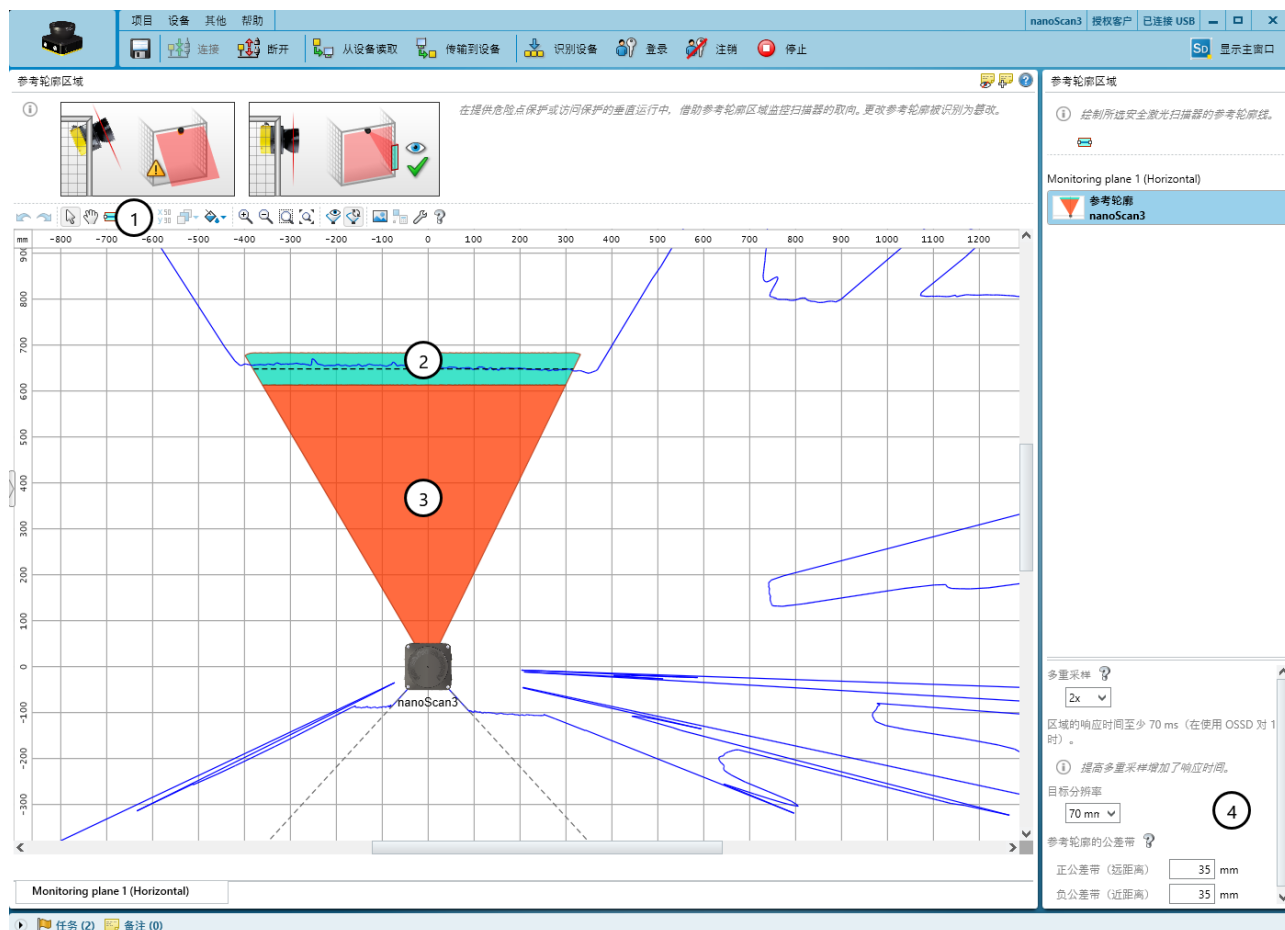 项目 设备 其他 帮助
nanoScan3 授权客户 已连接 USB
连接 断开 从设备读取 传输到设备 识别设备 登录 注销 停止
SD 显示主窗口
参考轮廓区域
在提供危险点保护或访问保护的垂直运行中，借助参考轮廓区域监控扫描器的取向。更改参考轮廓被识别为篡改。
1
mm -800 -700 -600 -500 -400 -300 -200 -100 0 100 200 300 400 500 600 700 800 900 1000 1100 1200
900
800
700
2
600
500
3
400
300
200
100
0
nanoScan3
-100
-200
-300
Monitoring plane 1 (Horizontal)
任务 (2) 备注 (0)
参考轮廓区域
绘制所选安全激光扫描器的参考轮廓线。
Monitoring plane 1 (Horizontal)
参考轮廓
nanoScan3
多重采样
2x
区域的响应时间至少 70 ms（在使用 OSSD 对 1
时）。
提高多重采样增加了响应时间。
目标分辨率
70 mm
4
参考轮廓的公差带
正公差带（远距离） 35 mm
负公差带（近距离） 35 mm